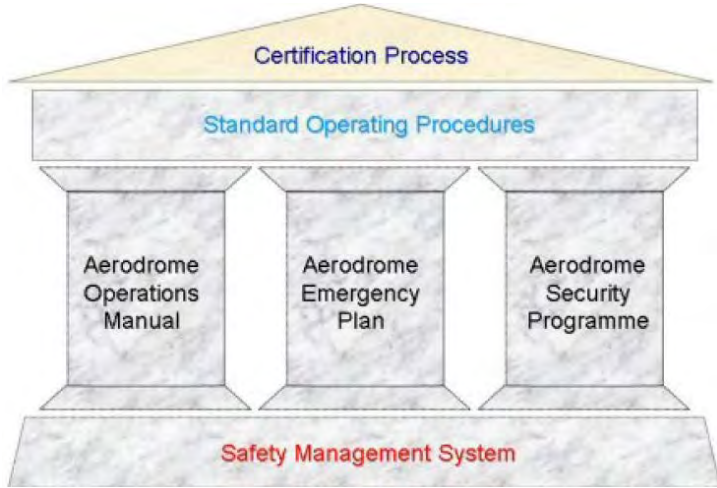 Certification Process
Standard Operating Procedures
Aerodrome
Operations
Manual
Aerodrome
Emergency
Plan
Aerodrome
Security
Programme
Safety Management System